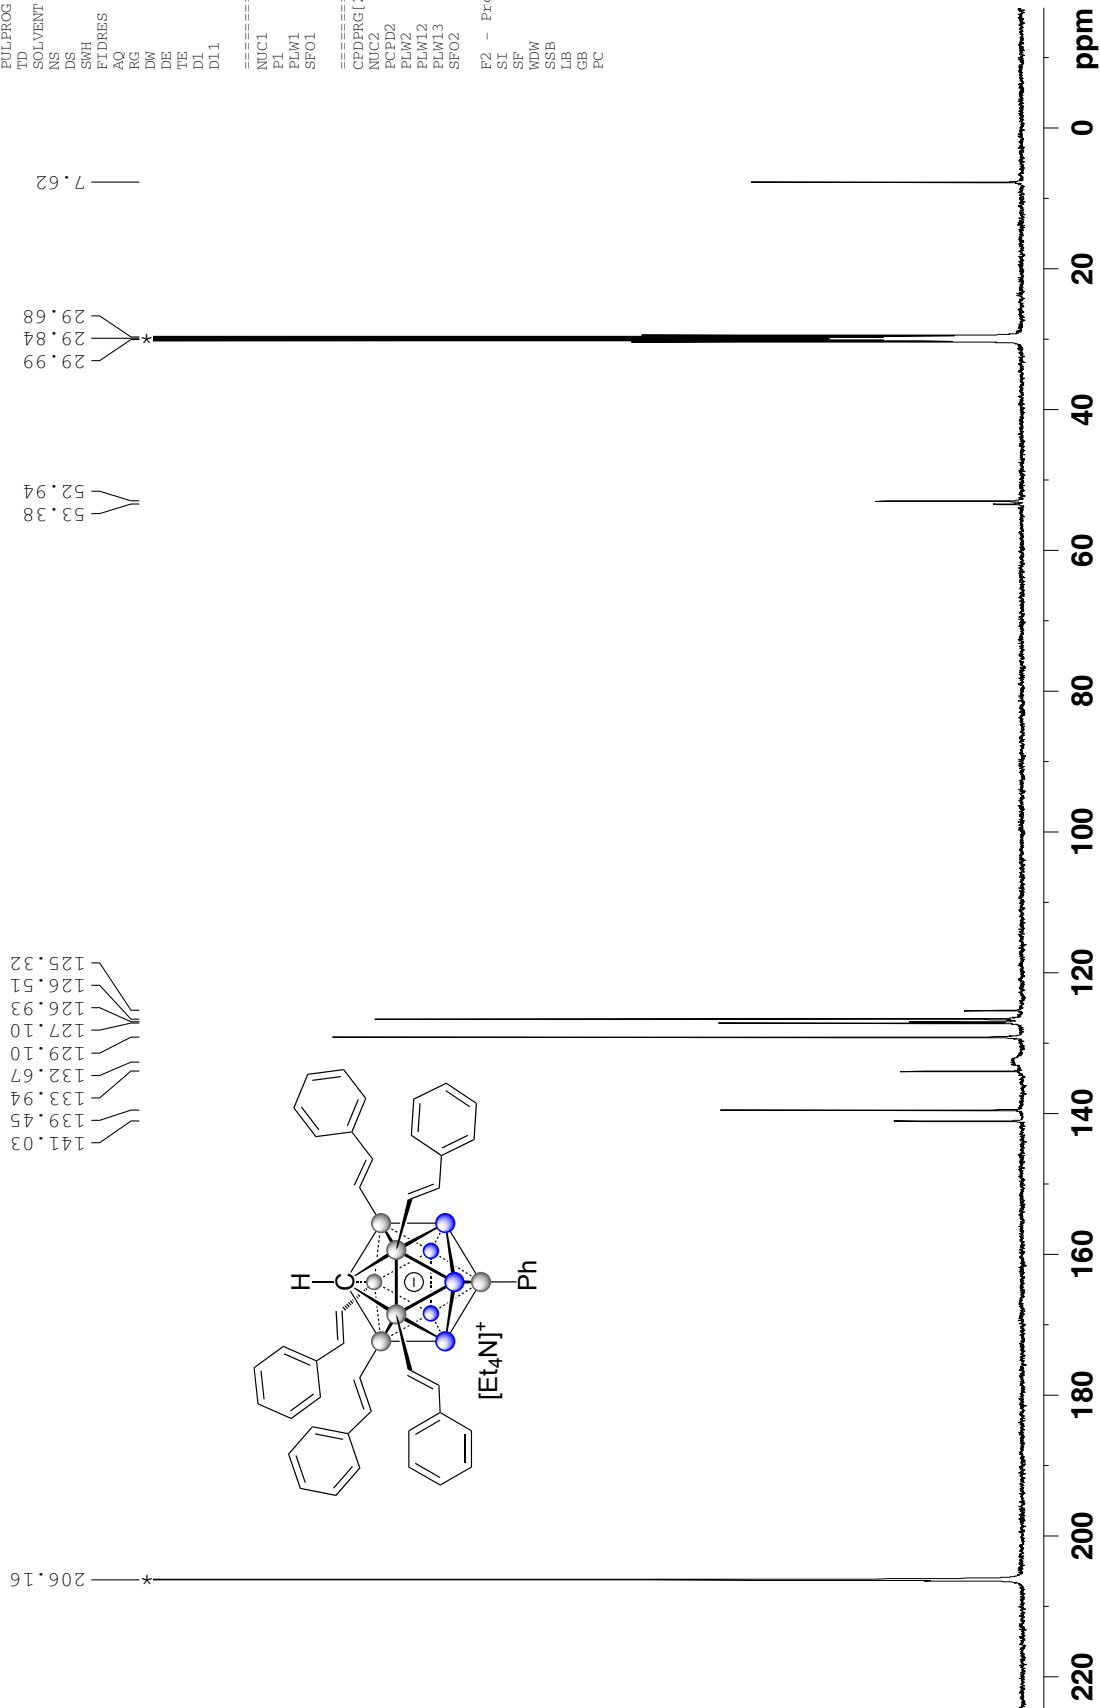 PULPROG
TD
SOLVENT
NS
DS
SWH
FIDRES
AQ
RG
DW
DE
TE
D1
D11
NUC1
P1
PLW1
SFO1
CPDPRG[2
NUC2
PCPD2
PLW2
PLW12
PLW13
SFO2
F2 - Pro
SI
SF
WDW
SSB
LB
GB
PC
7.62
29.68
29.84
29.99
52.94
53.38
125.32
126.51
126.93
127.10
129.10
132.67
133.94
139.45
141.03
206.16
*
*
H
C
−
Ph
[Et4N]+
ppm
0
20
40
60
80
100
120
140
160
180
200
220